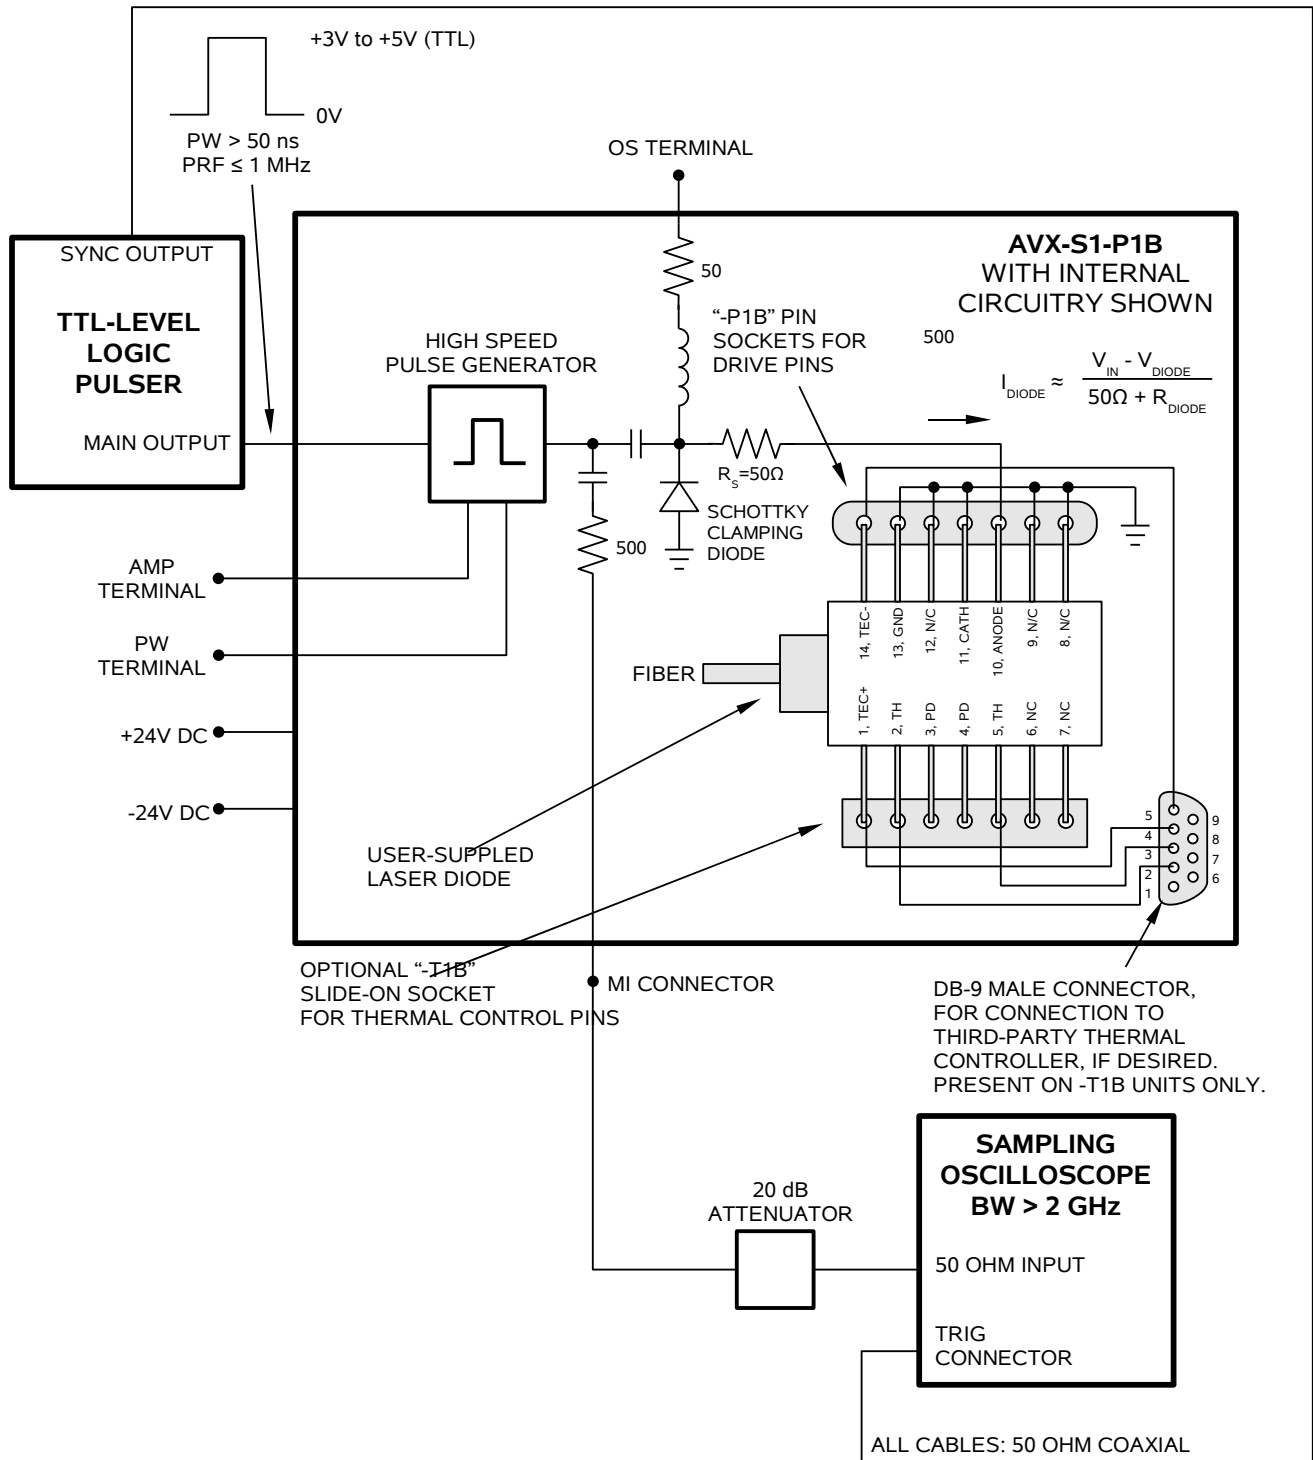 +3V to +5V (TTL)
0V
PW > 50 ns
PRF ≤ 1 MHz
OS TERMINAL
SYNC OUTPUT
TTL-LEVEL
LOGIC
PULSER
MAIN OUTPUT
AVX-S1-P1B
WITH INTERNAL
CIRCUITRY SHOWN
50
HIGH SPEED
PULSE GENERATOR
"-P1B" PIN
SOCKETS FOR
DRIVE PINS
500
I DIODE ≈ V IN - V DIODE
50Ω + R DIODE
R S=50Ω
SCHOTTKY
CLAMPING
DIODE
500
AMP
TERMINAL
PW
TERMINAL
+24V DC
-24V DC
FIBER
14, TEC-
13, GND
12, N/C
11, CATH
10, ANODE
9, N/C
8, N/C
1, TEC+
2, TH
3, PD
4, PD
5, TH
6, NC
7, NC
5
4
3
2
1
9
8
7
6
USER-SUPPLED
LASER DIODE
OPTIONAL "-T1B"
SLIDE-ON SOCKET
FOR THERMAL CONTROL PINS
MI CONNECTOR
DB-9 MALE CONNECTOR,
FOR CONNECTION TO
THIRD-PARTY THERMAL
CONTROLLER, IF DESIRED.
PRESENT ON -T1B UNITS ONLY.
20 dB
ATTENUATOR
SAMPLING
OSCILLOSCOPE
BW > 2 GHz
50 OHM INPUT
TRIG
CONNECTOR
ALL CABLES: 50 OHM COAXIAL